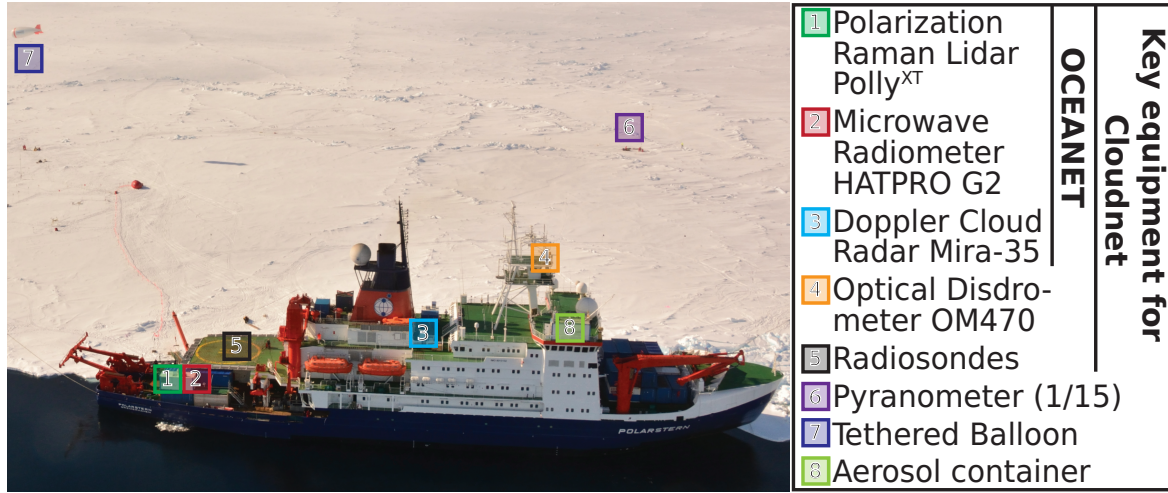 7
6
4
3
8
5
1 2
POLARSTERN
POLARSTERN
1 Polarization
Raman Lidar
Polly^XT
2 Microwave
Radiometer
HATPRO G2
3 Doppler Cloud
Radar Mira-35
4 Optical Disdro-
meter OM470
5 Radiosondes
6 Pyranometer (1/15)
7 Tethered Balloon
8 Aerosol container
OCEANET
Key equipment for
Cloudnet